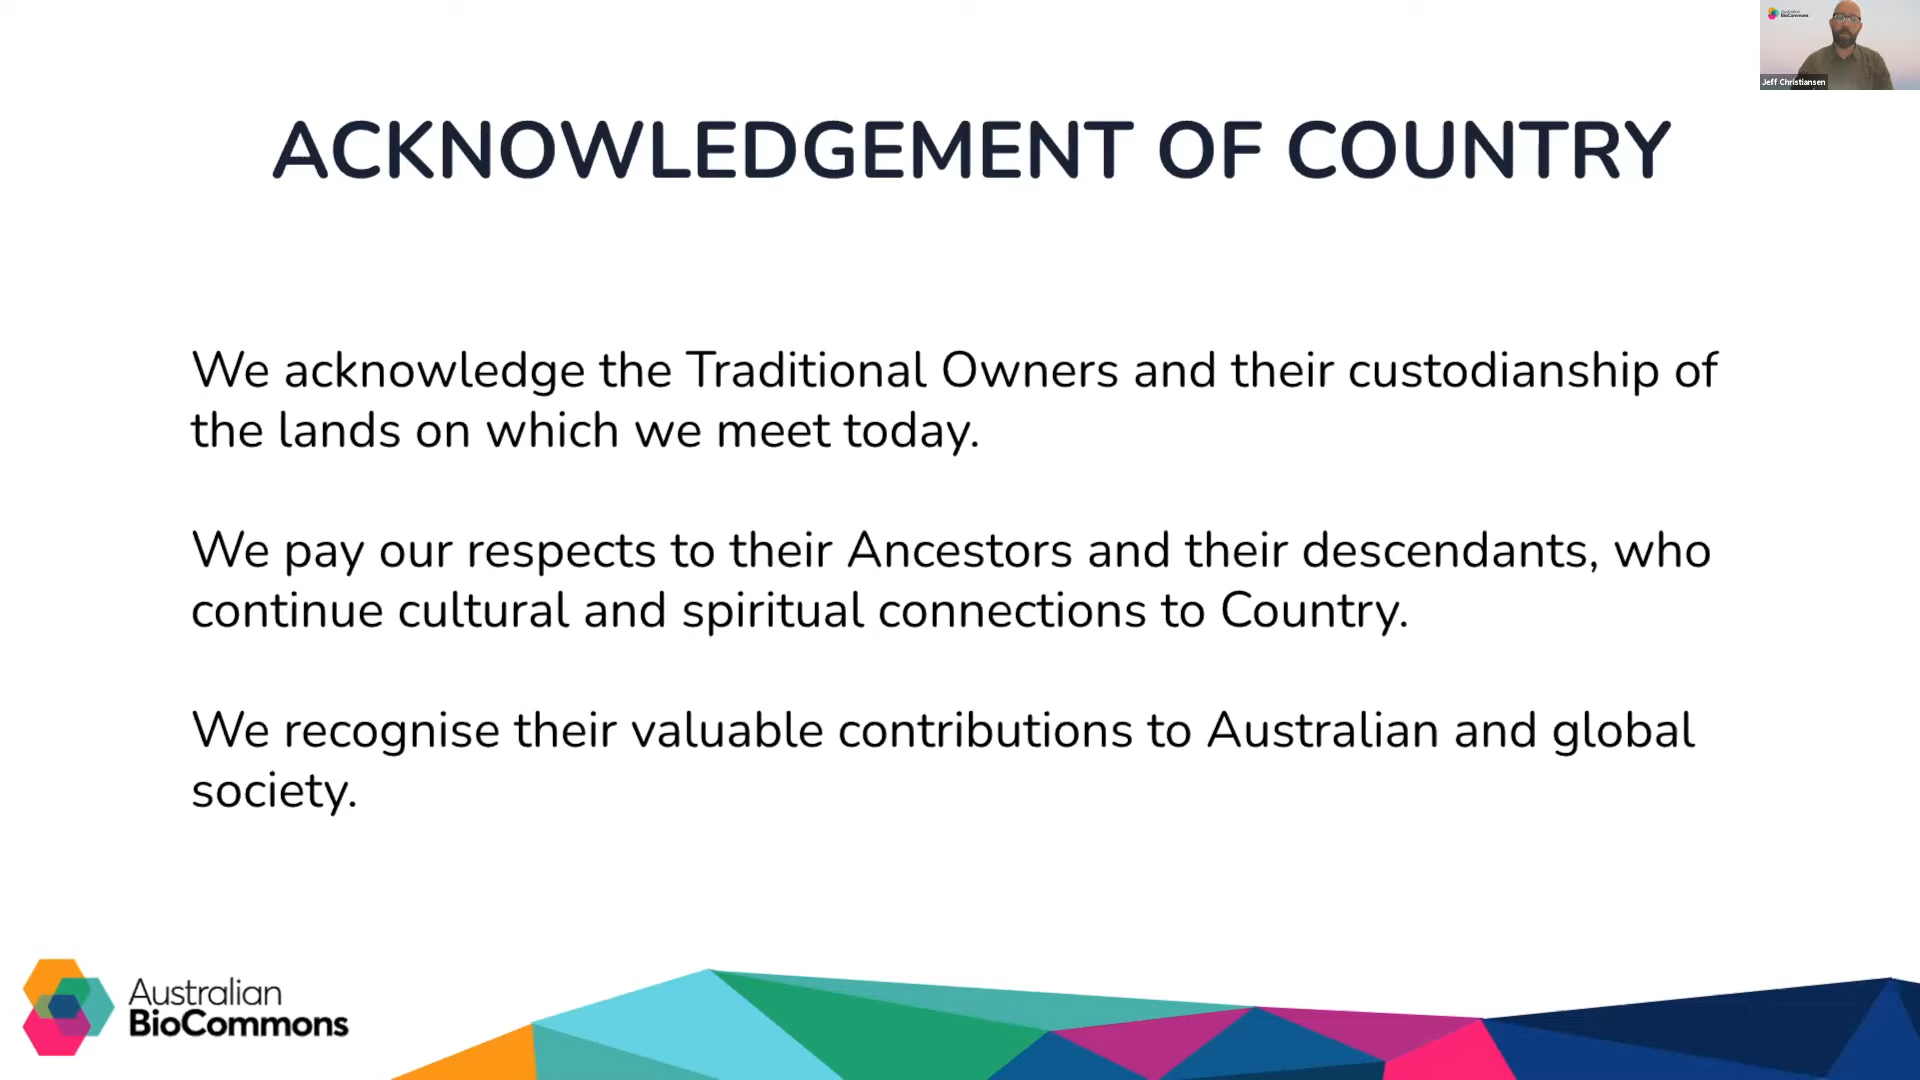 Australian
BioCommons
Jeff Christiansen
ACKNOWLEDGEMENT OF COUNTRY
We acknowledge the Traditional Owners and their custodianship of
the lands on which we meet today.
We pay our respects to their Ancestors and their descendants, who
continue cultural and spiritual connections to Country.
We recognise their valuable contributions to Australian and global
society.
Australian
BioCommons